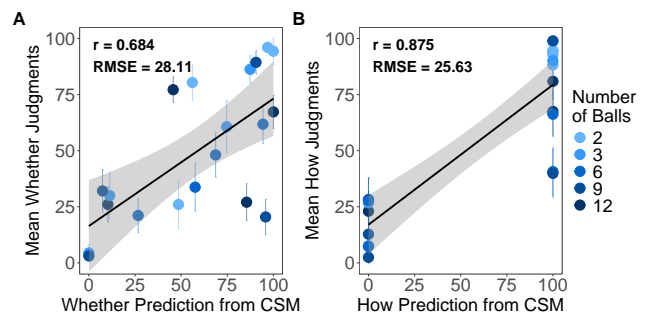 A
r = 0.684
RMSE = 28.11
Mean Whether Judgments
100
75
50
25
0
0 25 50 75 100
Whether Prediction from CSM
B
r = 0.875
RMSE = 25.63
Mean How Judgments
100
75
50
25
0
0 25 50 75 100
How Prediction from CSM
Number
of Balls
2
3
6
9
12